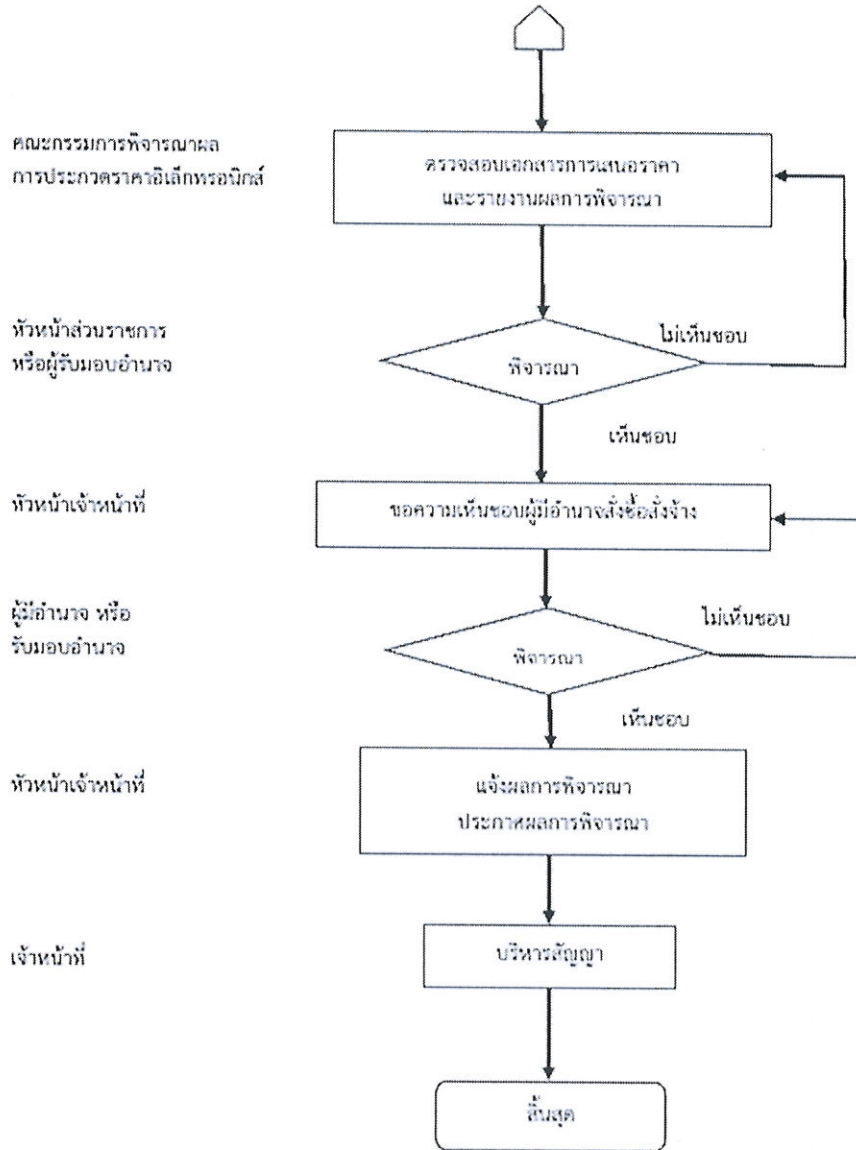 คณะกรรมการพิจารณาผล
การประกวดราคาอิเล็กทรอนิกส์
ตรวจสอบเอกสารการเสนอราคา
และรายงานผลการพิจารณา
หัวหน้าส่วนราชการ
หรือผู้รับมอบอำนาจ
พิจารณา
ไม่เห็นชอบ
เห็นชอบ
หัวหน้าเจ้าหน้าที่
ขอความเห็นชอบผู้มีอำนาจสั่งซื้อสั่งจ้าง
ผู้มีอำนาจ หรือ
รับมอบอำนาจ
พิจารณา
ไม่เห็นชอบ
เห็นชอบ
หัวหน้าเจ้าหน้าที่
แจ้งผลการพิจารณา
ประกาศผลการพิจารณา
เจ้าหน้าที่
บริหารสัญญา
สิ้นสุด